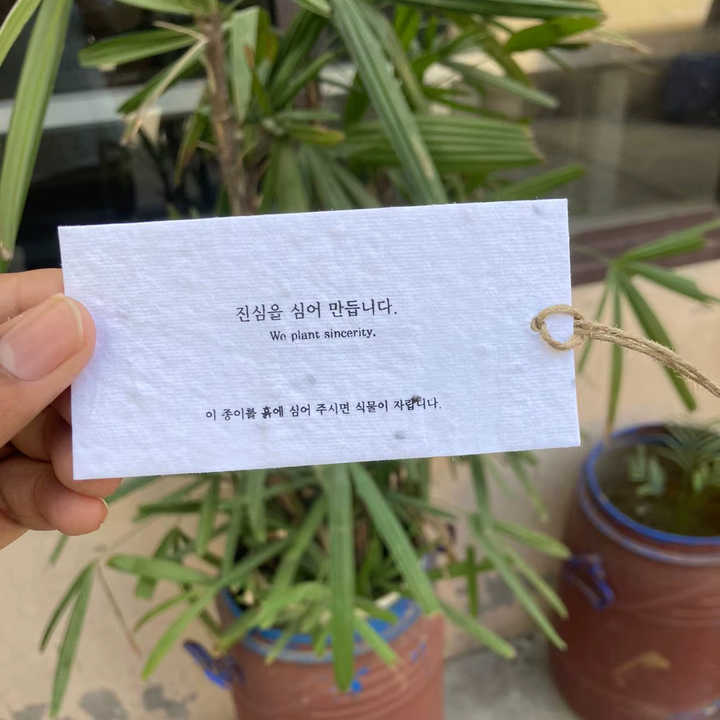 진심을 심어 만듭니다.
We plant sincerity.
이 종이를 흙에 심어 주시면 식물이 자랍니다.